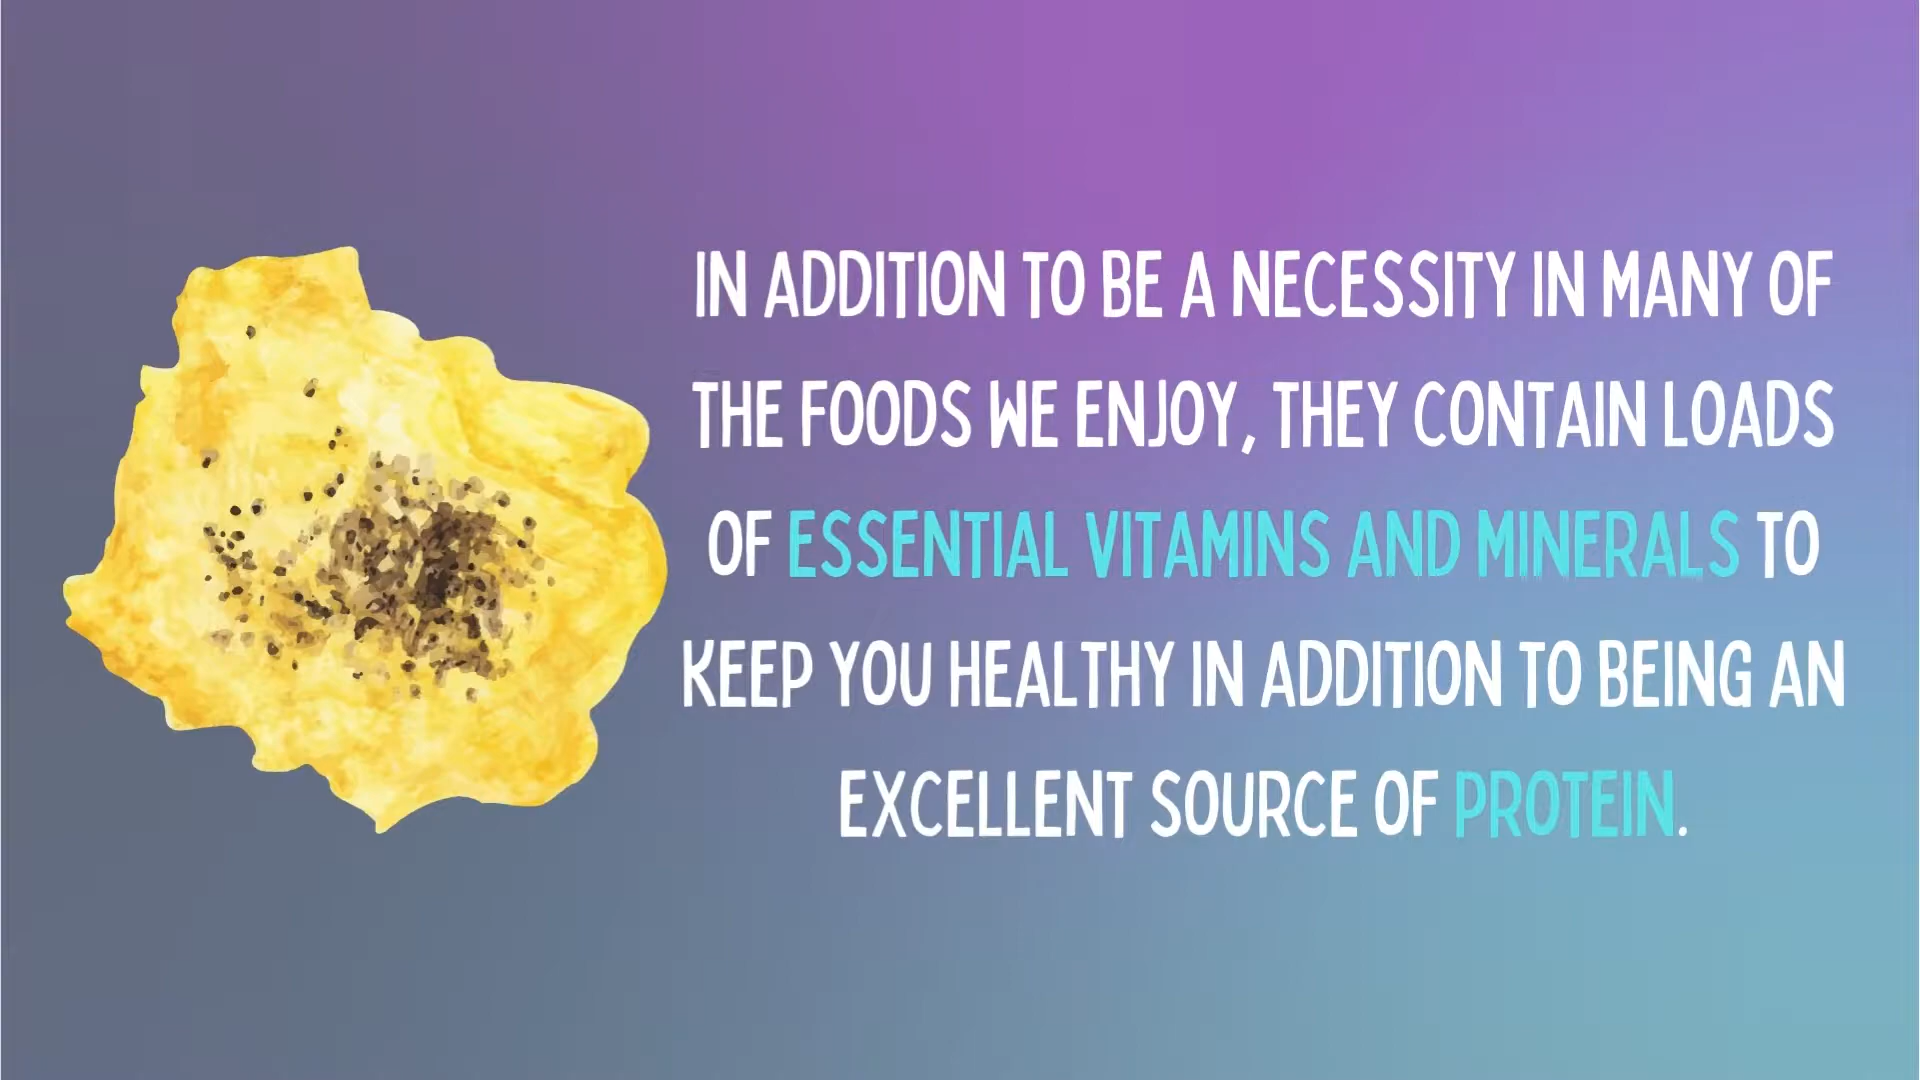 IN ADDITION TO BE A NECESSITY IN MANY OF
THE FOODS WE ENJOY, THEY CONTAIN LOADS
OF ESSENTIAL VITAMINS AND MINERALS TO
KEEP YOU HEALTHY IN ADDITION TO BEING AN
EXCELLENT SOURCE OF PROTEIN.